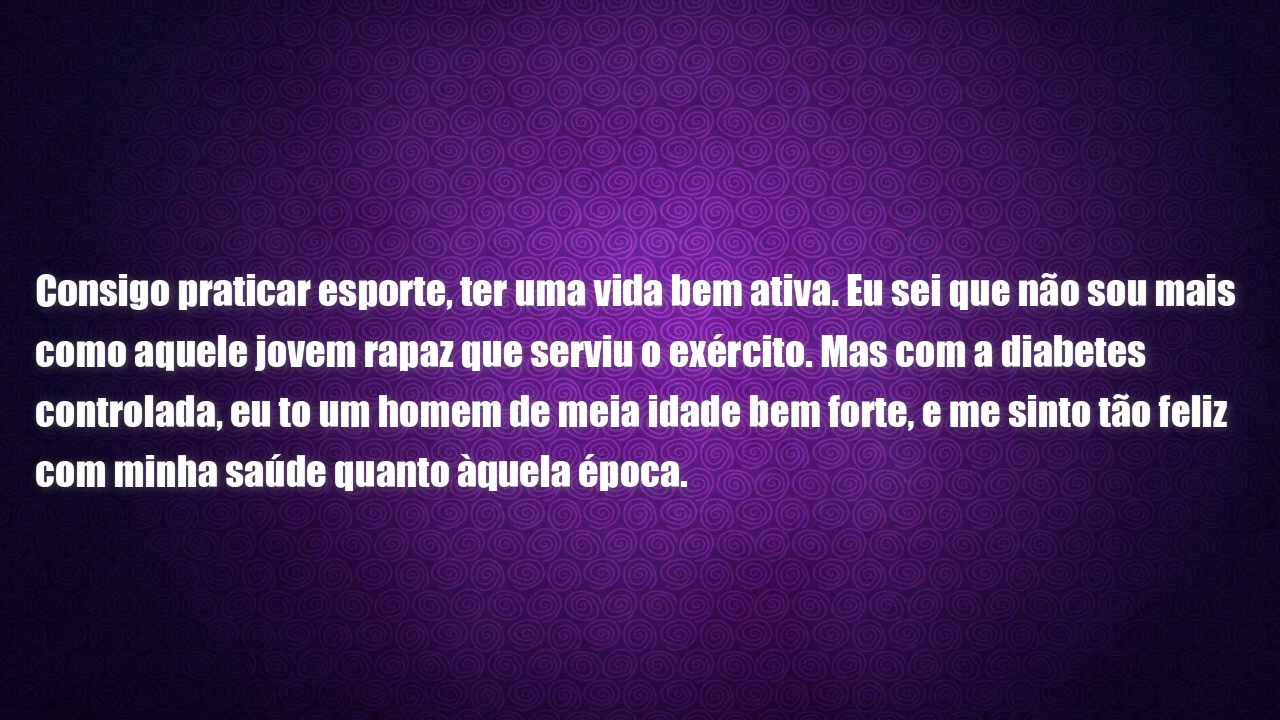 Consigo praticar esporte, ter uma vida bem ativa. Eu sei que não sou mais
como aquele jovem rapaz que serviu o exército. Mas com a diabetes
controlada, eu to um homem de meia idade bem forte, e me sinto tão feliz
com minha saúde quanto àquela época.